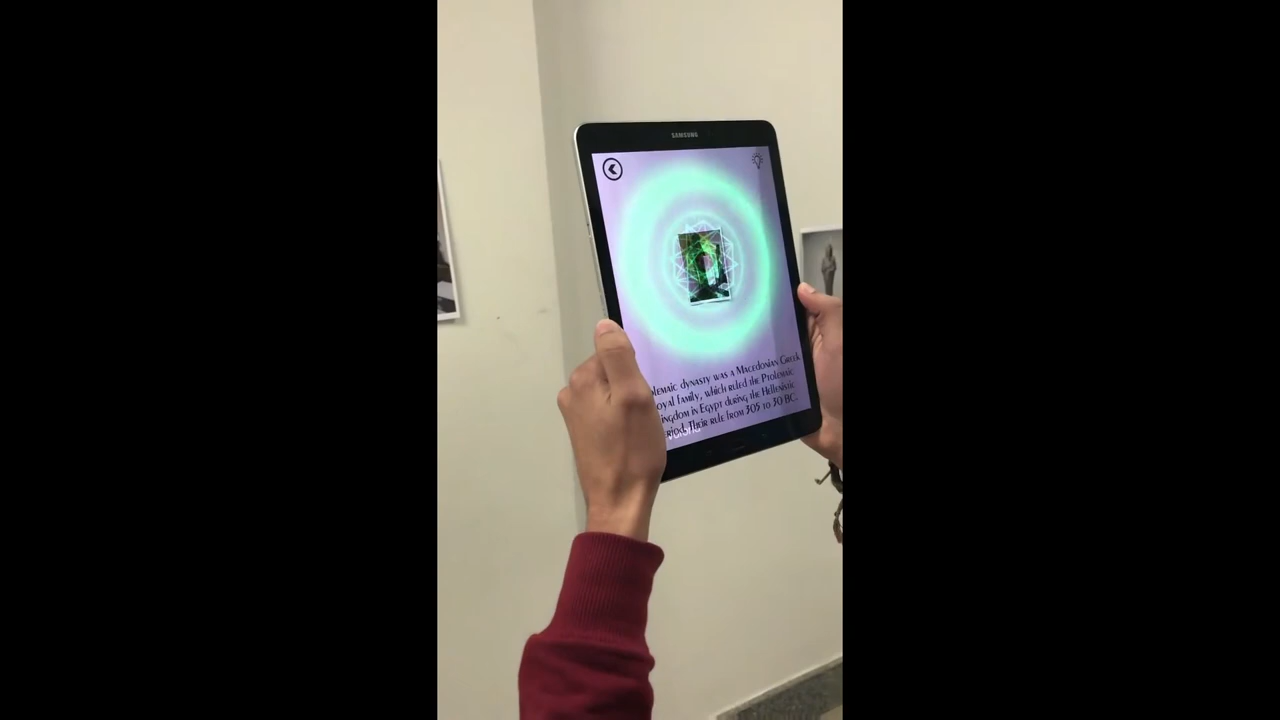 SAMSUNG
olemaic dynasty was a Macedonian Greek
oyal family, which ruled the Ptolemaic
ingdom in Egypt during the Hellenistic
eriod. Their rule from 305 to 30 BC.